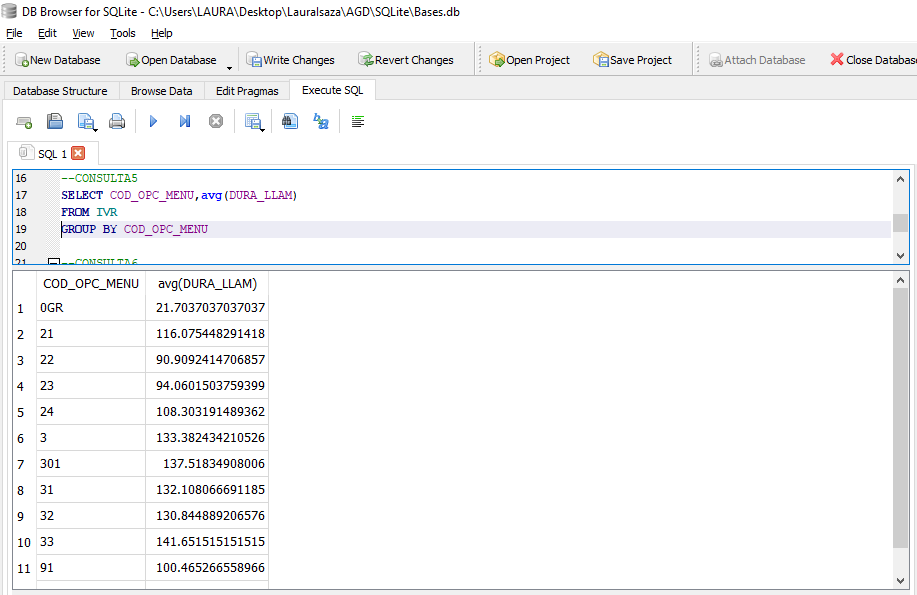 DB Browser for SQLite - C:\Users\LAURA\Desktop\Lauralsaza\AGD\SQLite\Bases.db
File Edit View Tools Help
New Database Open Database Write Changes Revert Changes Open Project Save Project Attach Database Close Databas
Database Structure Browse Data Edit Pragmas Execute SQL
SQL 1
16 --CONSULTA5
17 SELECT COD_OPC_MENU,avg(DURA_LLAM)
18 FROM IVR
19 GROUP BY COD_OPC_MENU
20
21 --CONSULTA6
COD_OPC_MENU avg(DURA_LLAM)
1 0GR 21.7037037037037
2 21 116.075448291418
3 22 90.9092414706857
4 23 94.0601503759399
5 24 108.303191489362
6 3 133.382434210526
7 301 137.51834908006
8 31 132.108066691185
9 32 130.844889206576
10 33 141.651515151515
11 91 100.465266558966